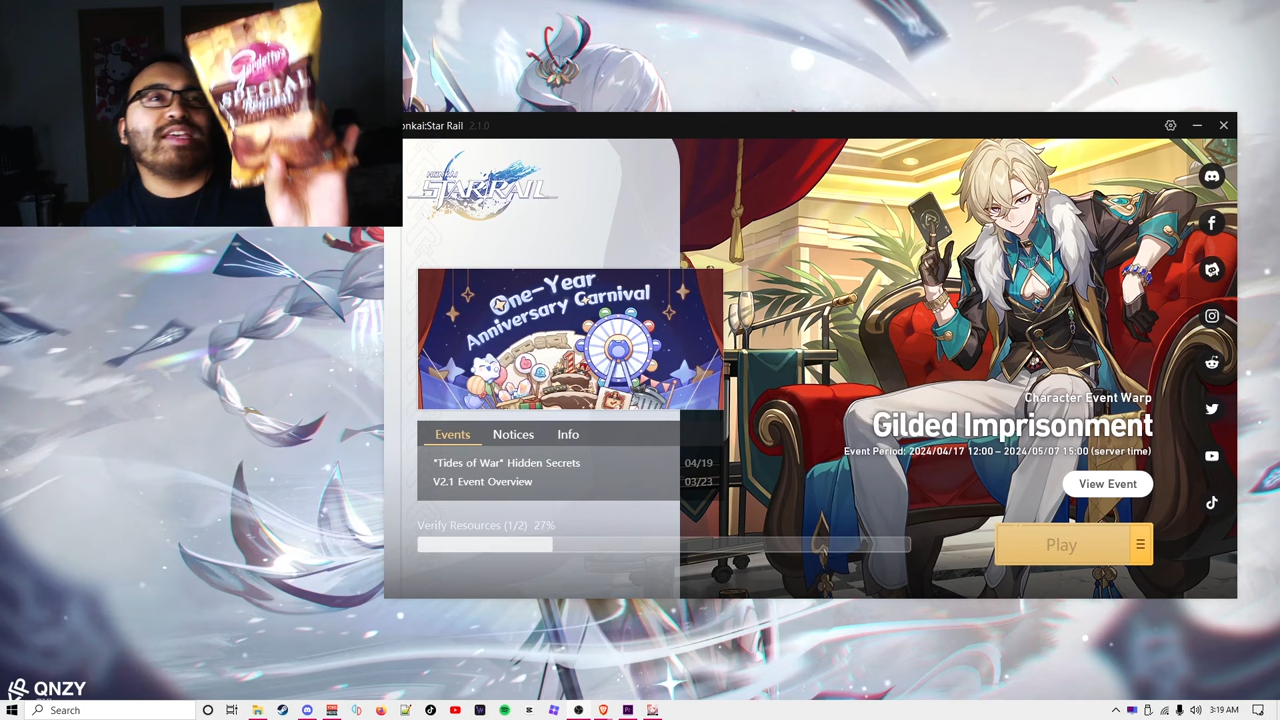 Gardetto's
SPECIAL
Request
onkai:Star Rail 2.1.0
HONKAI
STAR RAIL
One-Year
Anniversary Carnival
Events Notices Info
"Tides of War" Hidden Secrets 04/19
V2.1 Event Overview 03/23
Verify Resources (1/2) 27%
Character Event Warp
Gilded Imprisonment
Event Period: 2024/04/17 12:00 – 2024/05/07 15:00 (server time)
View Event
Play
QNZY
Search
3:19 AM